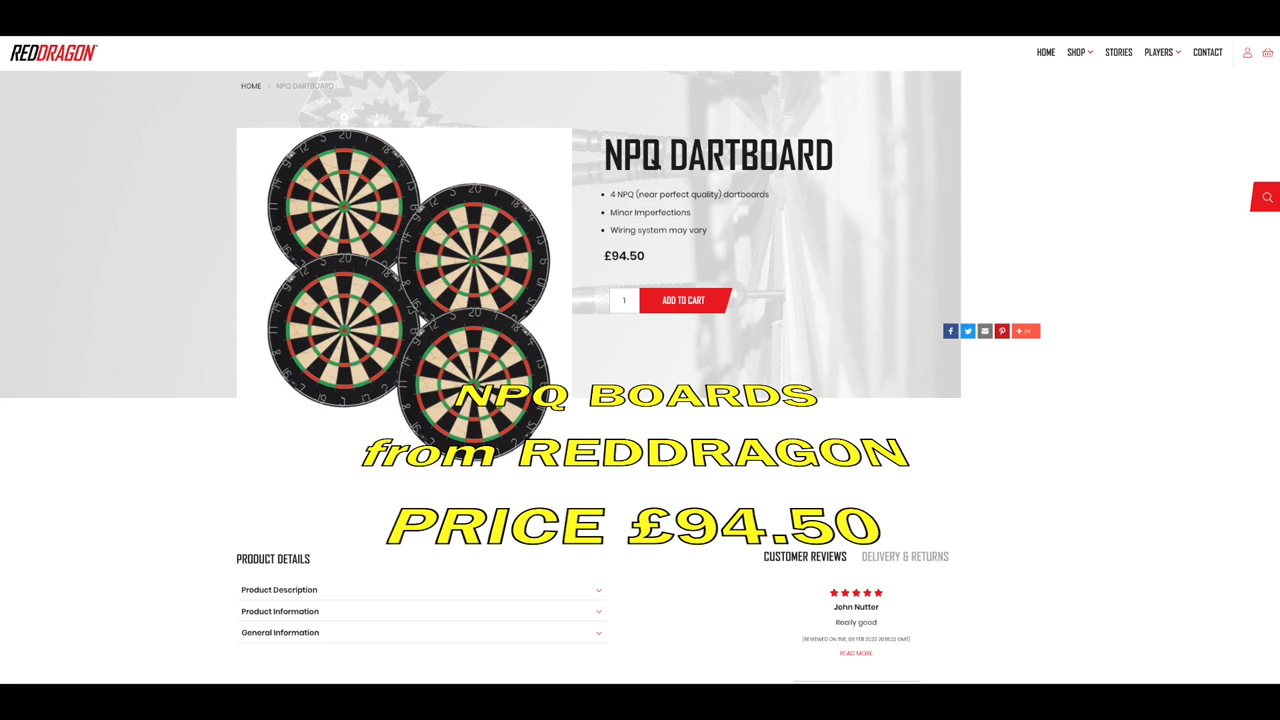 REDDRAGON
HOME SHOP STORIES PLAYERS CONTACT
HOME › NPQ DARTBOARD
NPQ DARTBOARD
• 4 NPQ (near perfect quality) dartboards
• Minor Imperfections
• Wiring system may vary
£94.50
1 ADD TO CART
24
NPQ BOARDS
from REDDRAGON
PRICE £94.50
PRODUCT DETAILS
Product Description
Product Information
General Information
CUSTOMER REVIEWS DELIVERY & RETURNS
John Nutter
Really good
READ MORE